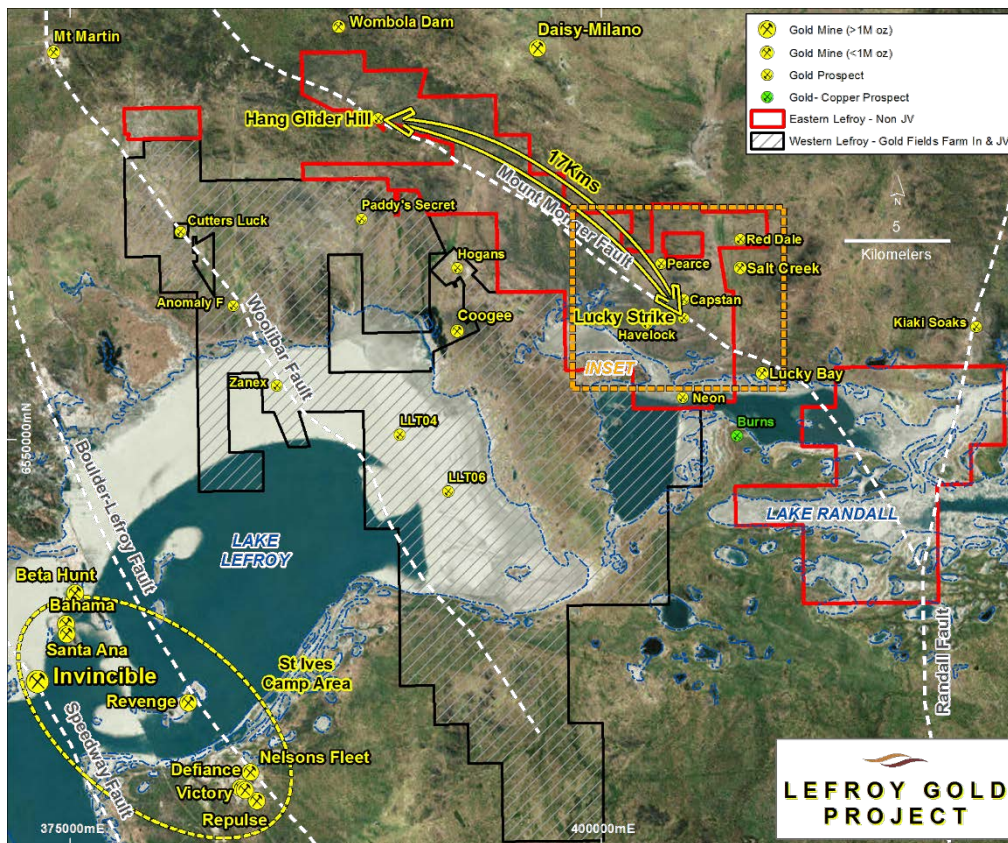 Wombola Dam
Daisy-Milano
Mt Martin
Gold Mine (>1M oz)
Gold Mine (<1M oz)
Gold Prospect
Gold- Copper Prospect
Eastern Lefroy - Non JV
Western Lefroy - Gold Fields Farm In & JV
Hang Glider Hill
17Kms
Mount Monger Fault
Paddy's Secret
Cutters Luck
5
Kilometers
Red Dale
Hogans
Pearce
Salt Creek
Anomaly F
Capstan
Woolibar Fault
Coogee
Lucky Strike
Havelock
Kiaki Soaks
INSET
Lucky Bay
Zanex
Neon
LLT04
Burns
6550000mN
Boulder-Lefroy Fault
LLT06
LAKE RANDALL
LAKE
LEFROY
Beta Hunt
Bahama
Santa Ana
Randall Fault
St Ives
Camp Area
Invincible
Revenge
Speedway Fault
Nelsons Fleet
Defiance
Victory
Repulse
375000mE
400000mE
LEFROY GOLD
PROJECT